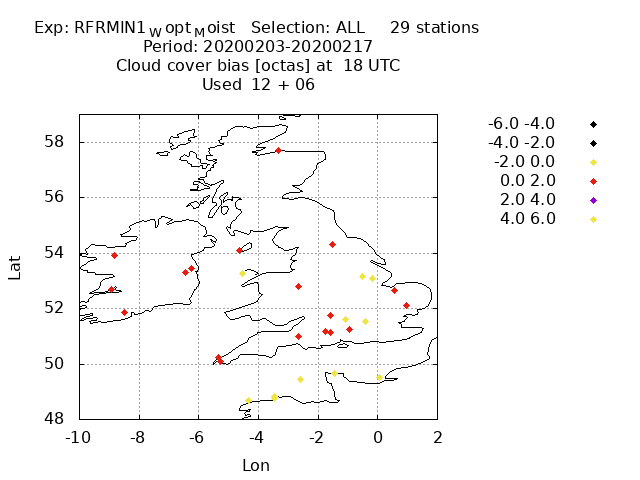 Exp: RFRMIN1WoptMoist   Selection: ALL     29 stations
Period: 20200203-20200217
Cloud cover bias [octas] at  18 UTC
Used  12 + 06
-6.0 -4.0
-4.0 -2.0
-2.0 0.0
0.0 2.0
2.0 4.0
4.0 6.0
58
56
54
52
50
48
Lat
-10 -8 -6 -4 -2 0 2
Lon